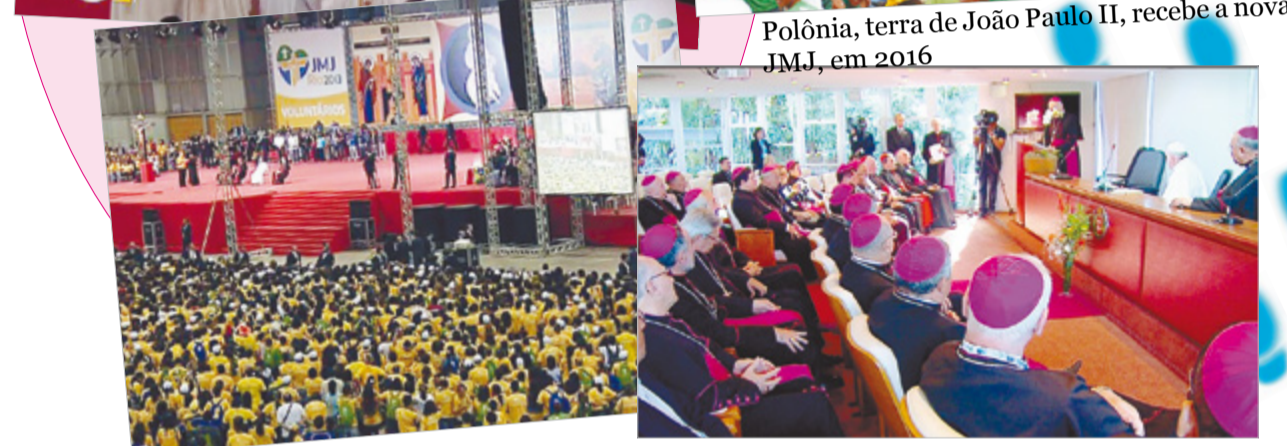 Polônia, terra de João Paulo II, recebe a nova
JMJ, em 2016
JMJ
Rio2013
VOLUNTÁRIOS